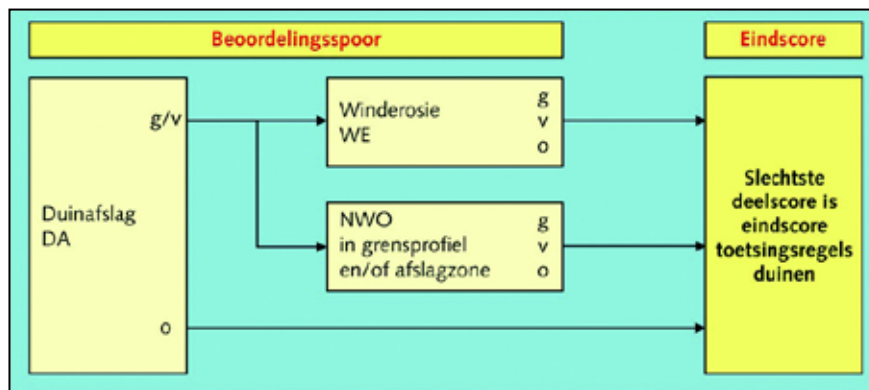 Beoordelingsspoor
Eindscore
Duinafslag
DA
g/v
o
Winderosie
WE
g
v
o
NWO
in grensprofiel
en/of afslagzone
g
v
o
Slechtste
deelscore is
eindscore
toetsingsregels
duinen